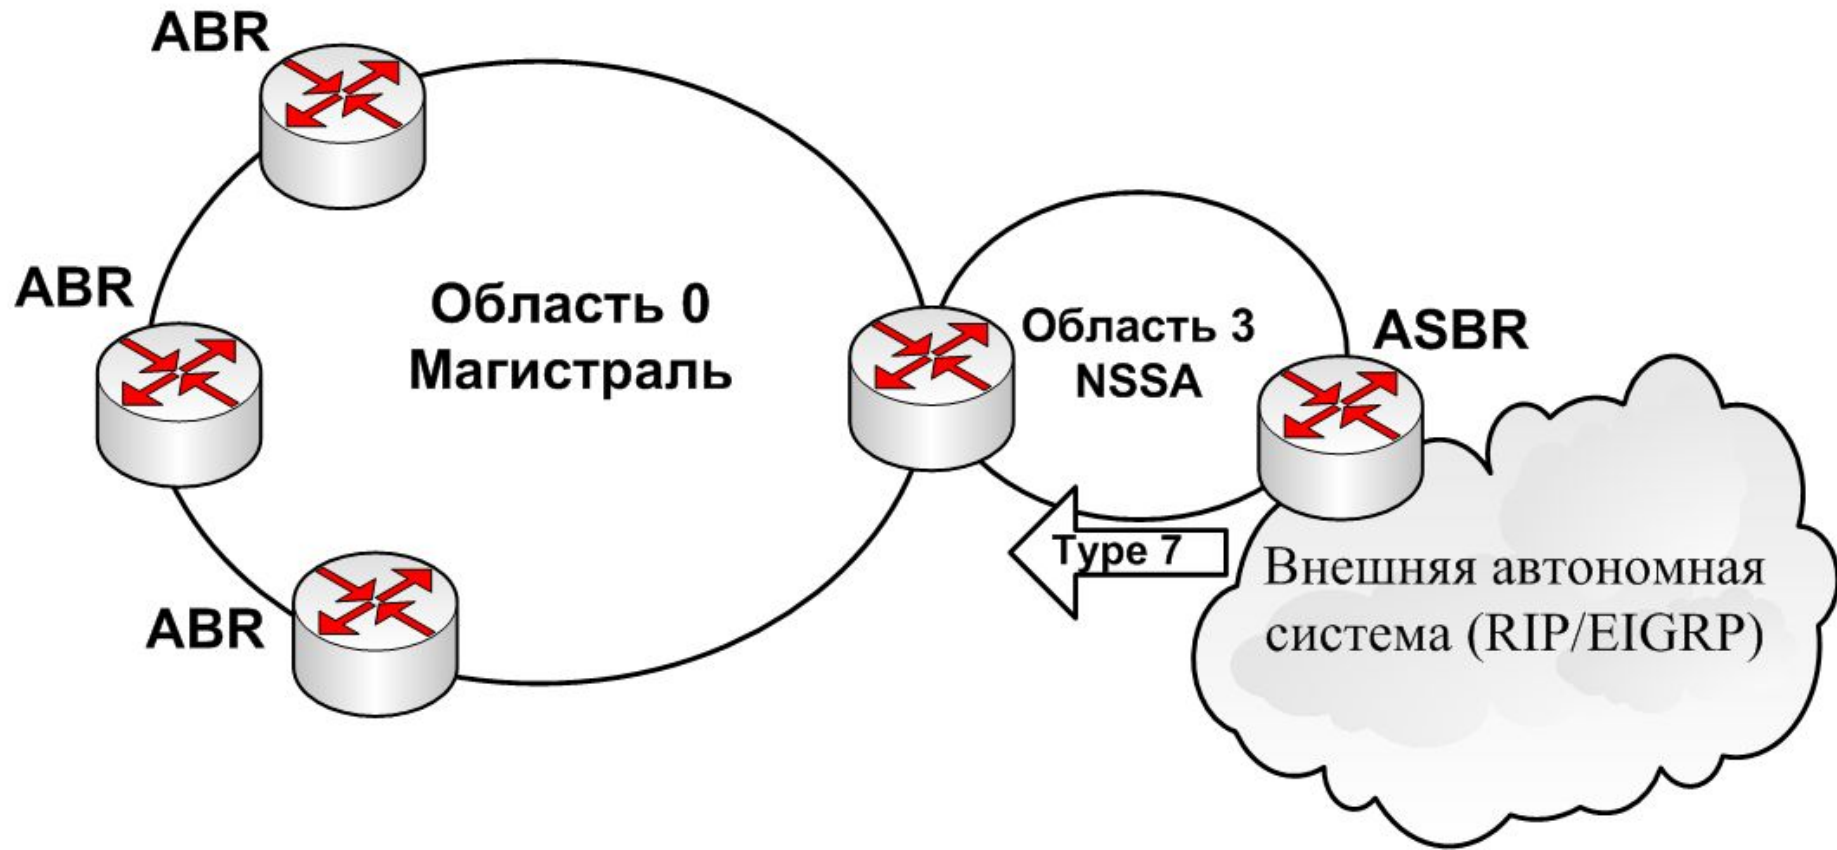 ABR
ABR
Область 0
Магистраль
ABR
Область 3
NSSA
ASBR
Type 7
Внешняя автономная
система (RIP/EIGRP)